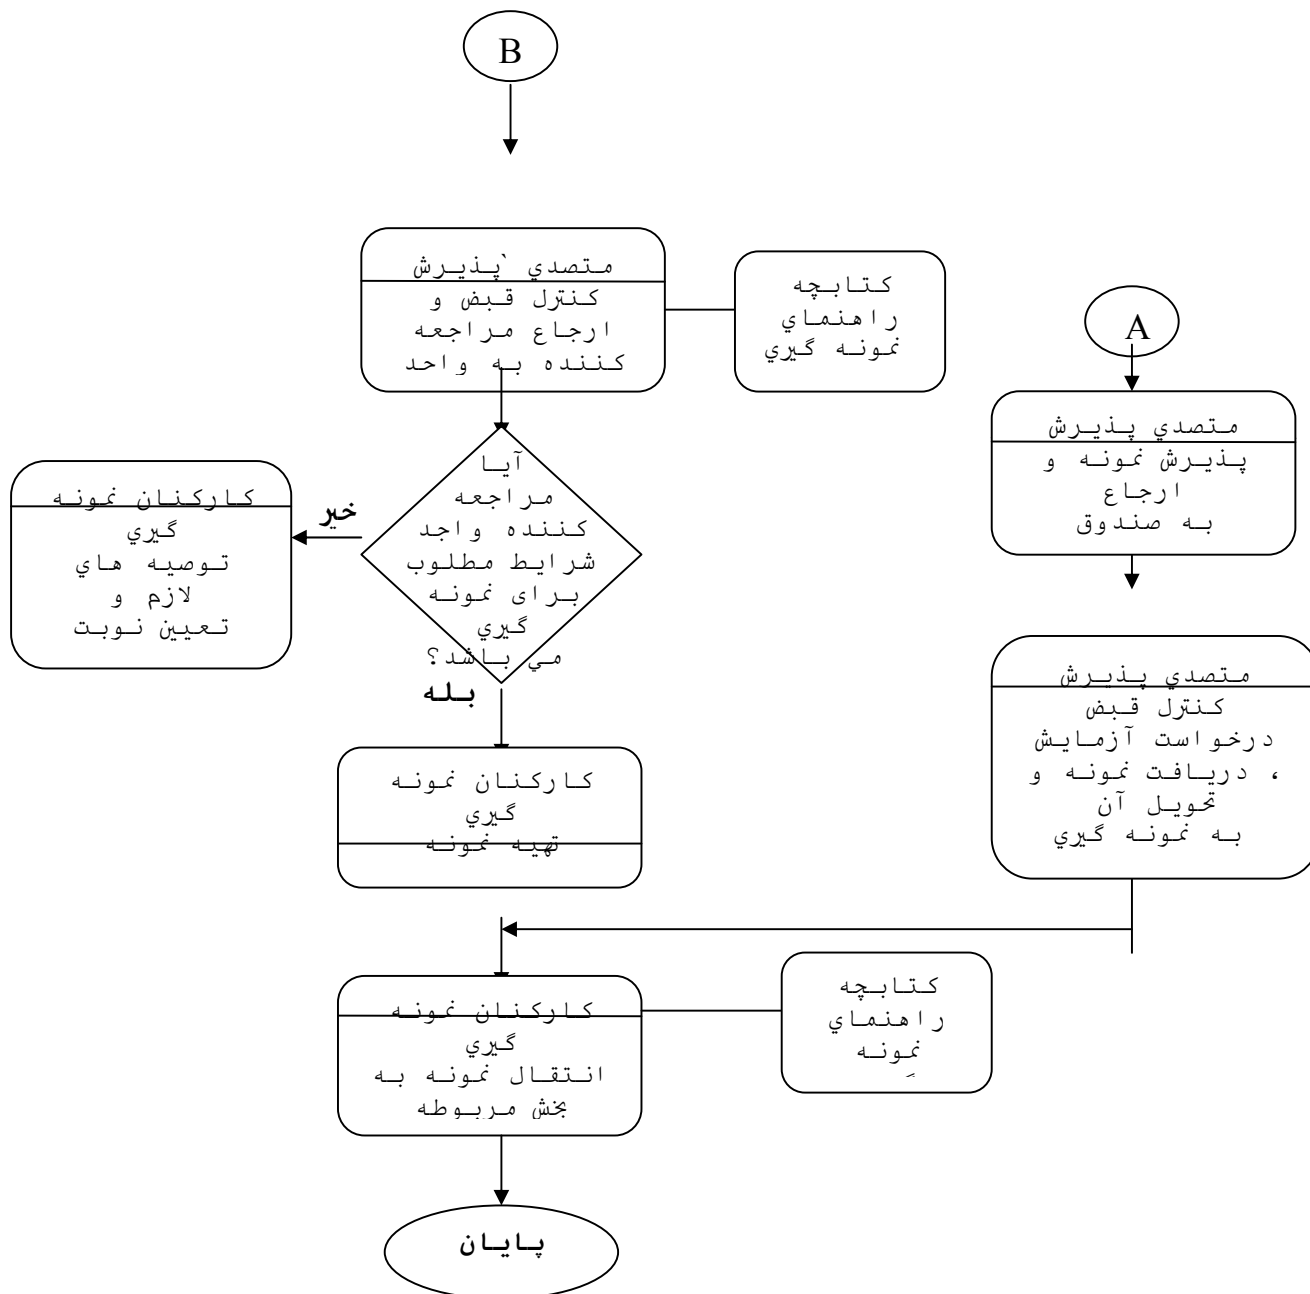 B
متصدي `پذيرش
كنترل قبض و
ارجاع مراجعه
كننده به واحد
كتابچه
راهنماي
نمونه گيري
A
متصدي پذيرش
پذيرش نمونه و
ارجاع
به صندوق
آيا
مراجعه
كننده واجد
شرايط مطلوب
برای نمونه
گيري
مي باشد؟
خير
كاركنان نمونه
گيري
توصيه هاي
لازم و
تعيين نوبت
بله
متصدي پذيرش
كنترل قبض
درخواست آزمايش
، دريافت نمونه و
تحويل آن
به نمونه گيري
كاركنان نمونه
گيري
تهيه نمونه
كاركنان نمونه
گيري
انتقال نمونه به
بخش مربوطه
كتابچه
راهنماي
نمونه
پايان